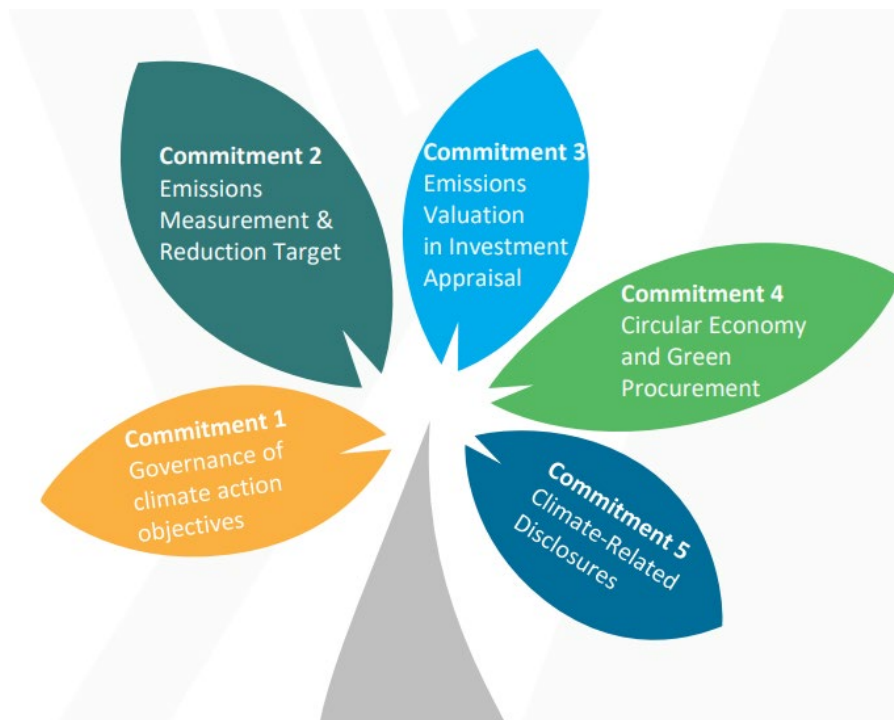 Commitment 1
Governance of
climate action
objectives
Commitment 2
Emissions
Measurement &
Reduction Target
Commitment 3
Emissions
Valuation
in Investment
Appraisal
Commitment 4
Circular Economy
and Green
Procurement
Commitment 5
Climate-Related
Disclosures